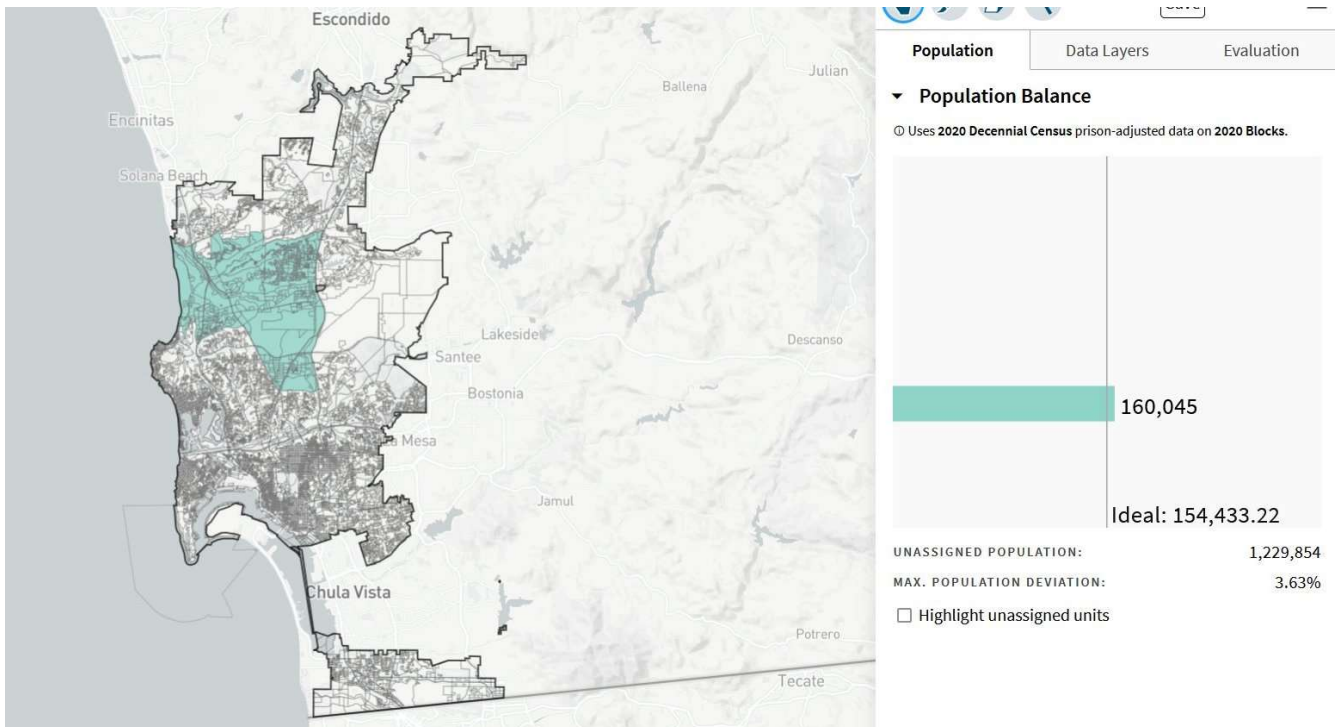 Escondido
Julian
Ballena
Encinitas
Solana Beach
Lakeside
Descanso
Santee
Bostonia
Mesa
Jamul
Chula Vista
Potrero
Tecate
Save
Population
Data Layers
Evaluation
Population Balance
Uses 2020 Decennial Census prison-adjusted data on 2020 Blocks.
160,045
Ideal: 154,433.22
UNASSIGNED POPULATION: 1,229,854
MAX. POPULATION DEVIATION: 3.63%
Highlight unassigned units